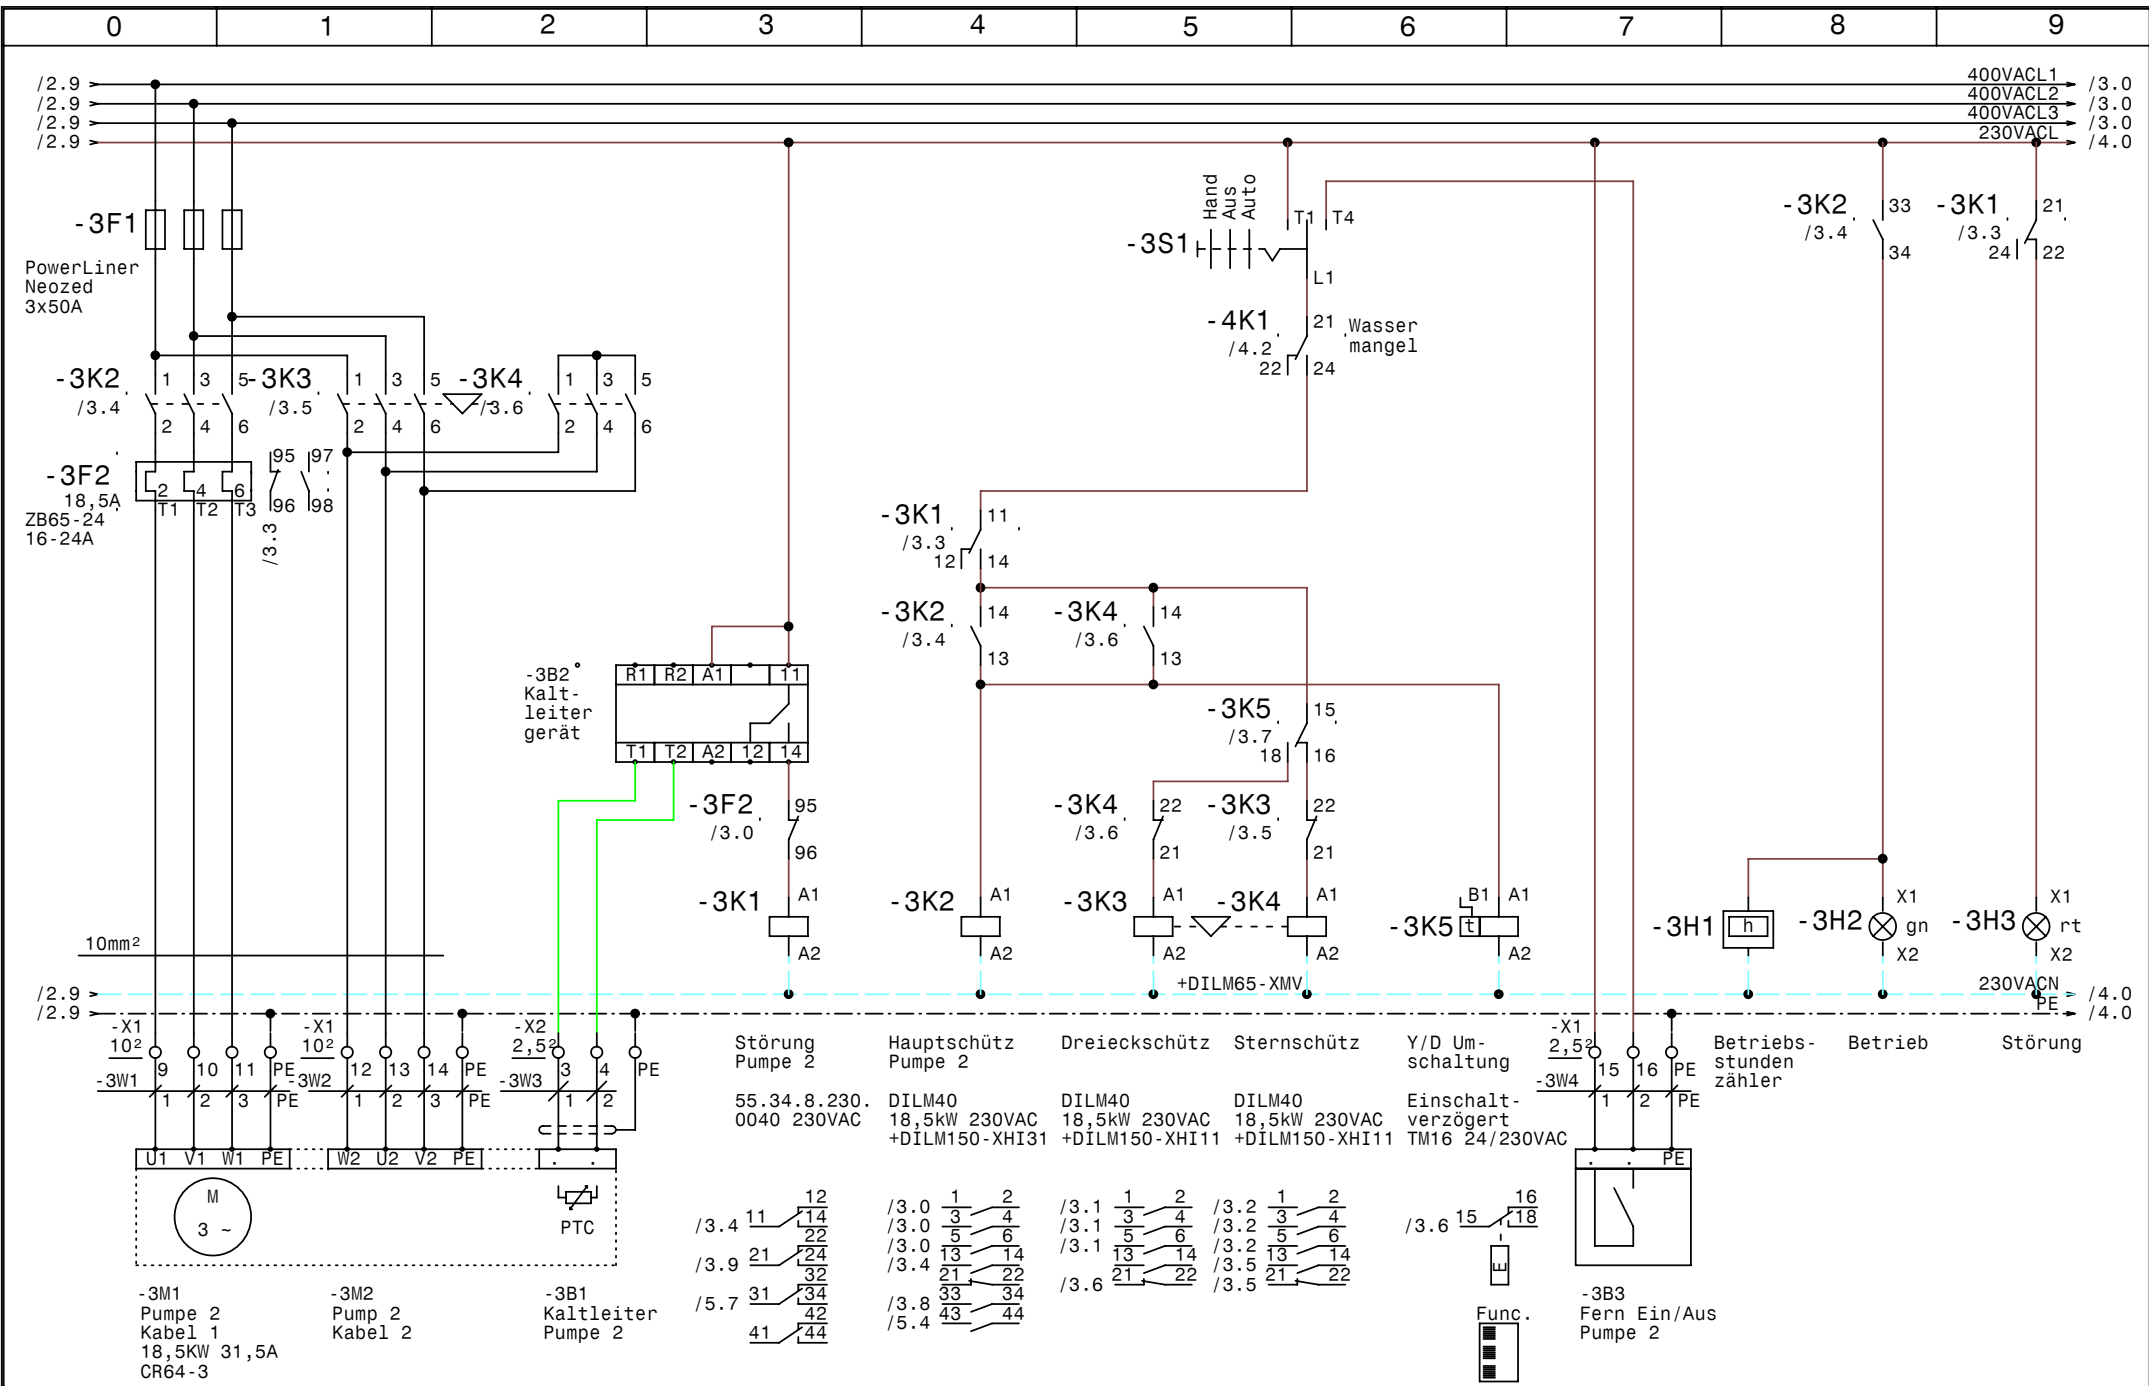 0 1 2 3 4 5 6 7 8 9
/2.9 400VACL1 /3.0
/2.9 400VACL2 /3.0
/2.9 400VACL3 /3.0
/2.9 230VACL /4.0
-3F1
PowerLiner
Neozed
3x50A
Hand
Aus
Auto
-3S1
T1 T4
L1
-4K1
/4.2
21
22 24
Wasser
mangel
-3K2
/3.4
33
34
-3K1
/3.3
21
24 22
-3K2
/3.4
1 3 5
2 4 6
-3K3
/3.5
1 3 5
2 4 6
-3K4
/3.6
1 3 5
2 4 6
-3F2
18,5A
ZB65-24
16-24A
2 4 6
T1 T2 T3
95 97
96 98
/3.3
-3K1
/3.3
11
12 14
-3K2
/3.4
14
13
-3K4
/3.6
14
13
-3B2
Kalt-
leiter
gerät
R1 R2 A1 11
T1 T2 A2 12 14
-3K5
/3.7
15
18 16
-3F2
/3.0
95
96
-3K4
/3.6
22
21
-3K3
/3.5
22
21
-3K1
A1
A2
-3K2
A1
A2
-3K3
A1
A2
-3K4
A1
A2
-3K5
B1 A1
t
A2
-3H1
h
-3H2
X1
gn
X2
-3H3
X1
rt
X2
10mm²
+DILM65-XMV
/2.9 230VACN /4.0
/2.9 PE /4.0
-X1
10²
9 10 11 PE
-3W1
1 2 3 PE
-X1
10²
12 13 14 PE
-3W2
1 2 3 PE
-X2
2,5²
3 4 PE
-3W3
1 2
Störung
Pumpe 2
55.34.8.230.
0040 230VAC
Hauptschütz
Pumpe 2
DILM40
18,5kW 230VAC
+DILM150-XHI31
Dreieckschütz
DILM40
18,5kW 230VAC
+DILM150-XHI11
Sternschütz
DILM40
18,5kW 230VAC
+DILM150-XHI11
Y/D Um-
schaltung
Einschalt-
verzögert
TM16 24/230VAC
-X1
2,5²
15 16 PE
-3W4
1 2 PE
Betriebs-
stunden
zähler
Betrieb
Störung
U1 V1 W1 PE
W2 U2 V2 PE
. .
. . PE
M
3 ~
PTC
12
/3.4 11 14
22
/3.9 21 24
32
/5.7 31 34
42
41 44
/3.0 1 2
/3.0 3 4
/3.0 5 6
/3.4 13 14
21 22
/3.8 33 34
/5.4 43 44
/3.1 1 2
/3.1 3 4
/3.1 5 6
13 14
/3.6 21 22
/3.2 1 2
/3.2 3 4
/3.2 5 6
/3.5 13 14
/3.5 21 22
16
/3.6 15 18
E
Func.
-3M1
Pumpe 2
Kabel 1
18,5KW 31,5A
CR64-3
-3M2
Pump 2
Kabel 2
-3B1
Kaltleiter
Pumpe 2
-3B3
Fern Ein/Aus
Pumpe 2